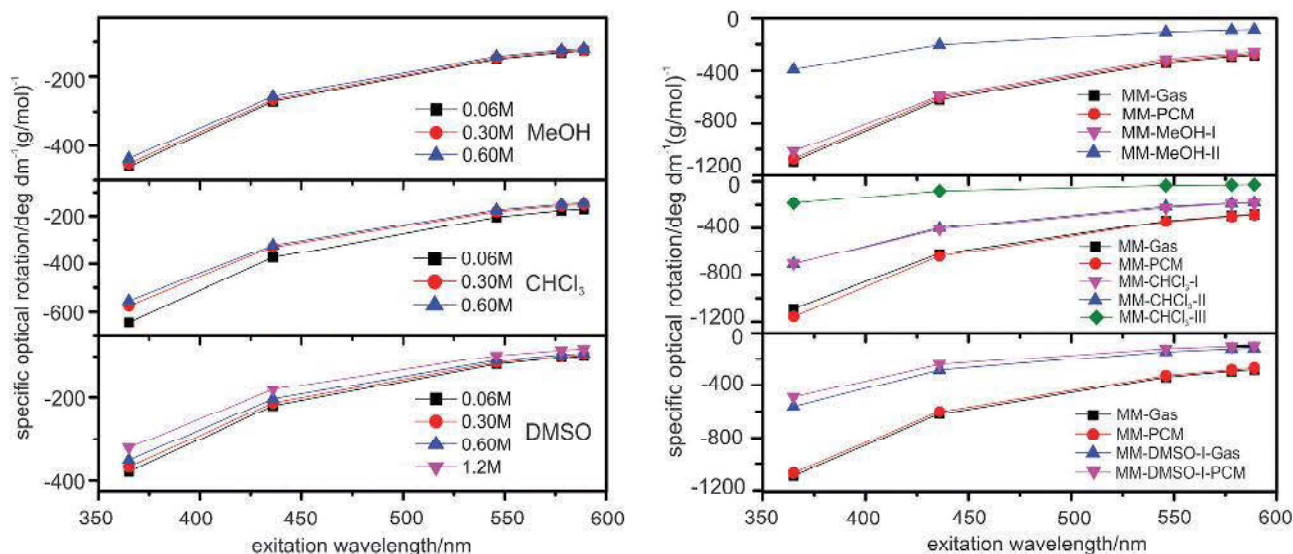 specific optical rotation/deg dm⁻¹(g/mol)⁻¹
-200
-400
0.06M
0.30M
0.60M
MeOH
-200
-400
-600
0.06M
0.30M
0.60M
CHCl₃
-200
-400
0.06M
0.30M
0.60M
1.2M
DMSO
350 400 450 500 550 600
exitation wavelength/nm
specific optical rotation/deg dm⁻¹(g/mol)⁻¹
0
-400
-800
-1200
MM-Gas
MM-PCM
MM-MeOH-I
MM-MeOH-II
0
-400
-800
-1200
MM-Gas
MM-PCM
MM-CHCl₃-I
MM-CHCl₃-II
MM-CHCl₃-III
0
-400
-800
-1200
MM-Gas
MM-PCM
MM-DMSO-I-Gas
MM-DMSO-I-PCM
350 400 450 500 550 600
exitation wavelength/nm